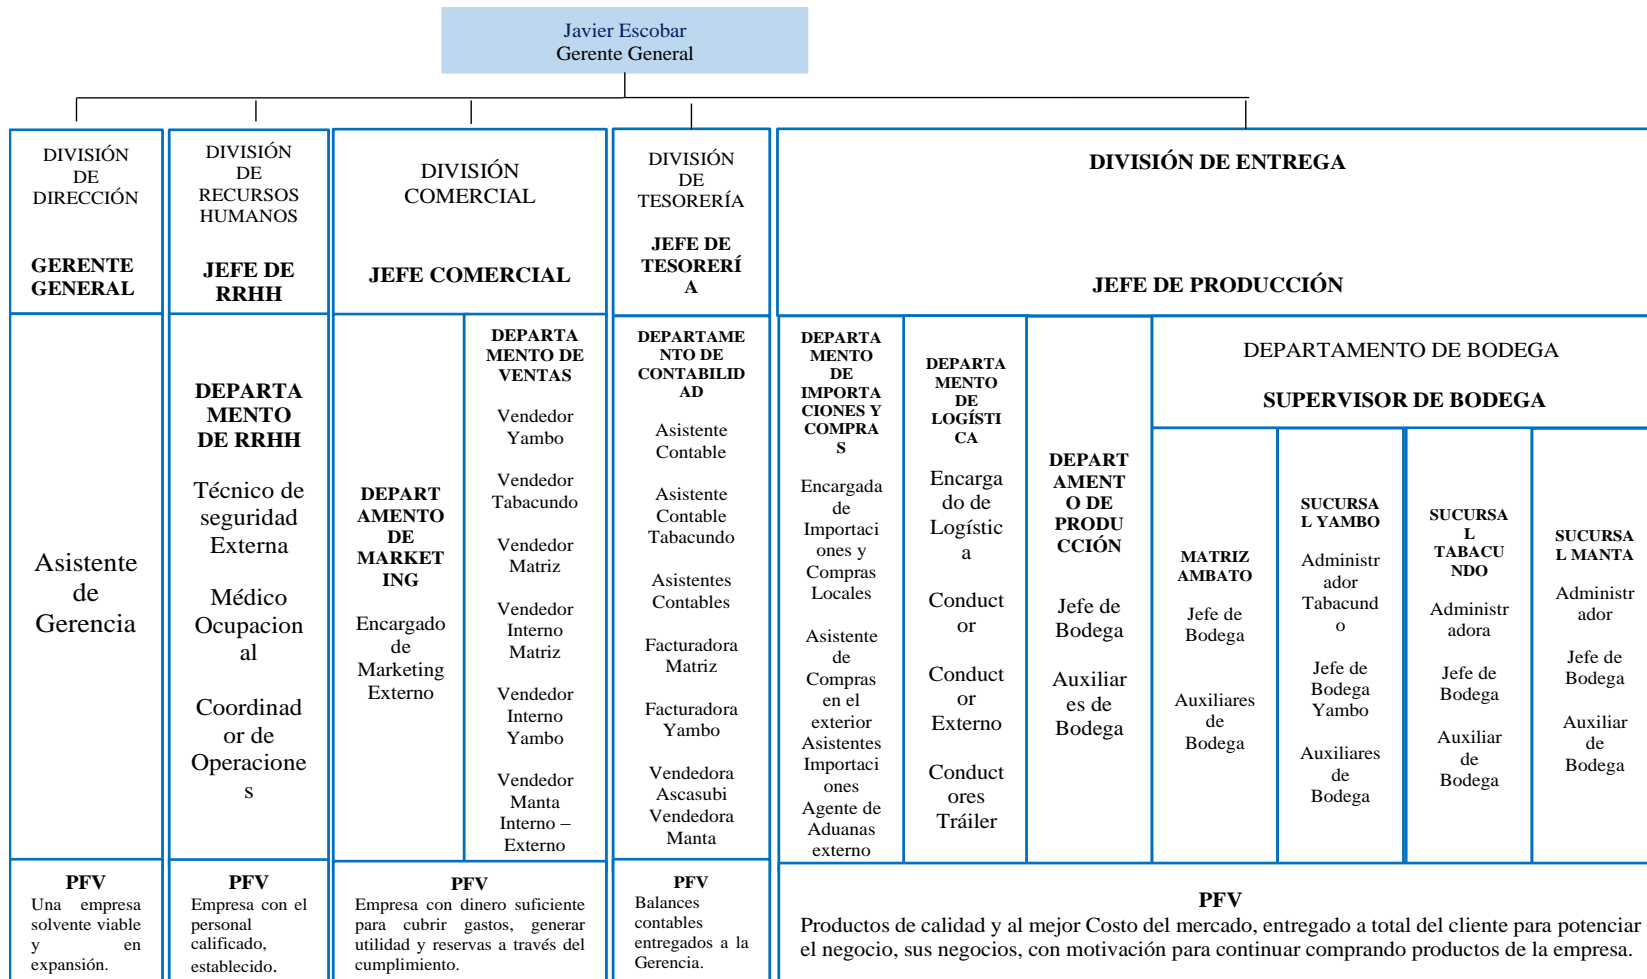 Javier Escobar
Gerente General
DIVISIÓN
DE
DIRECCIÓN
GERENTE
GENERAL
DIVISIÓN
DE
RECURSOS
HUMANOS
JEFE DE
RRHH
DIVISIÓN
COMERCIAL
JEFE COMERCIAL
DIVISIÓN
DE
TESORERÍA
JEFE DE
TESORERÍ
A
DIVISIÓN DE ENTREGA
JEFE DE PRODUCCIÓN
Asistente
de
Gerencia
DEPARTA
MENTO
DE RRHH
Técnico de
seguridad
Externa
Médico
Ocupacion
al
Coordinad
or de
Operacione
s
DEPART
AMENTO
DE
MARKET
ING
Encargado
de
Marketing
Externo
DEPARTA
MENTO DE
VENTAS
Vendedor
Yambo
Vendedor
Tabacundo
Vendedor
Matriz
Vendedor
Interno
Matriz
Vendedor
Interno
Yambo
Vendedor
Manta
Interno –
Externo
DEPARTAME
NTO DE
CONTABILID
AD
Asistente
Contable
Asistente
Contable
Tabacundo
Asistentes
Contables
Facturadora
Matriz
Facturadora
Yambo
Vendedora
Ascasubi
Vendedora
Manta
DEPARTA
MENTO
DE
IMPORTA
CIONES Y
COMPRA
S
Encargada
de
Importaci
ones y
Compras
Locales
Asistente
de
Compras
en el
exterior
Asistentes
Importaci
ones
Agente de
Aduanas
externo
DEPARTA
MENTO
DE
LOGÍSTI
CA
Encarga
do de
Logístic
a
Conduct
or
Conduct
or
Externo
Conduct
ores
Tráiler
DEPART
AMENT
O DE
PRODU
CCIÓN
Jefe de
Bodega
Auxiliar
es de
Bodega
DEPARTAMENTO DE BODEGA
SUPERVISOR DE BODEGA
MATRIZ
AMBATO
Jefe de
Bodega
Auxiliares
de
Bodega
SUCURSA
L YAMBO
Administr
ador
Tabacund
o
Jefe de
Bodega
Yambo
Auxiliares
de
Bodega
SUCURSA
L
TABACU
NDO
Administr
adora
Jefe de
Bodega
Auxiliar
de
Bodega
SUCURSA
L MANTA
Administr
ador
Jefe de
Bodega
Auxiliar
de
Bodega
PFV
Una empresa
solvente viable
y en
expansión.
PFV
Empresa con el
personal
calificado,
establecido.
PFV
Empresa con dinero suficiente
para cubrir gastos, generar
utilidad y reservas a través del
cumplimiento.
PFV
Balances
contables
entregados a la
Gerencia.
PFV
Productos de calidad y al mejor Costo del mercado, entregado a total del cliente para potenciar
el negocio, sus negocios, con motivación para continuar comprando productos de la empresa.